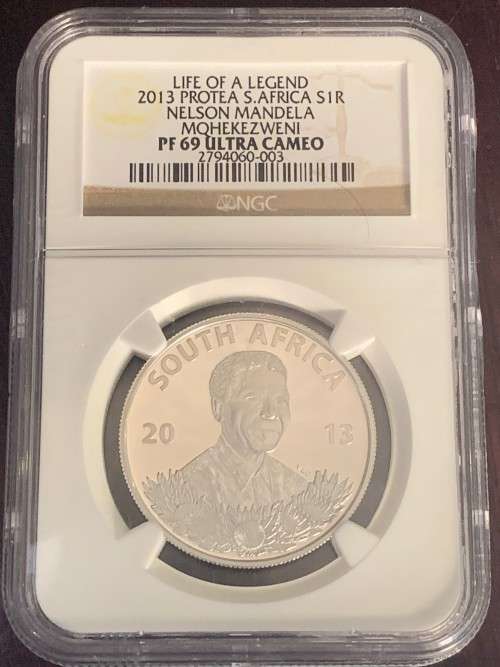 LIFE OF A LEGEND
2013 PROTEA S.AFRICA S1R
NELSON MANDELA
MQHEKEZWENI
PF 69 ULTRA CAMEO
2794060-003
NGC
SOUTH AFRICA
20 13